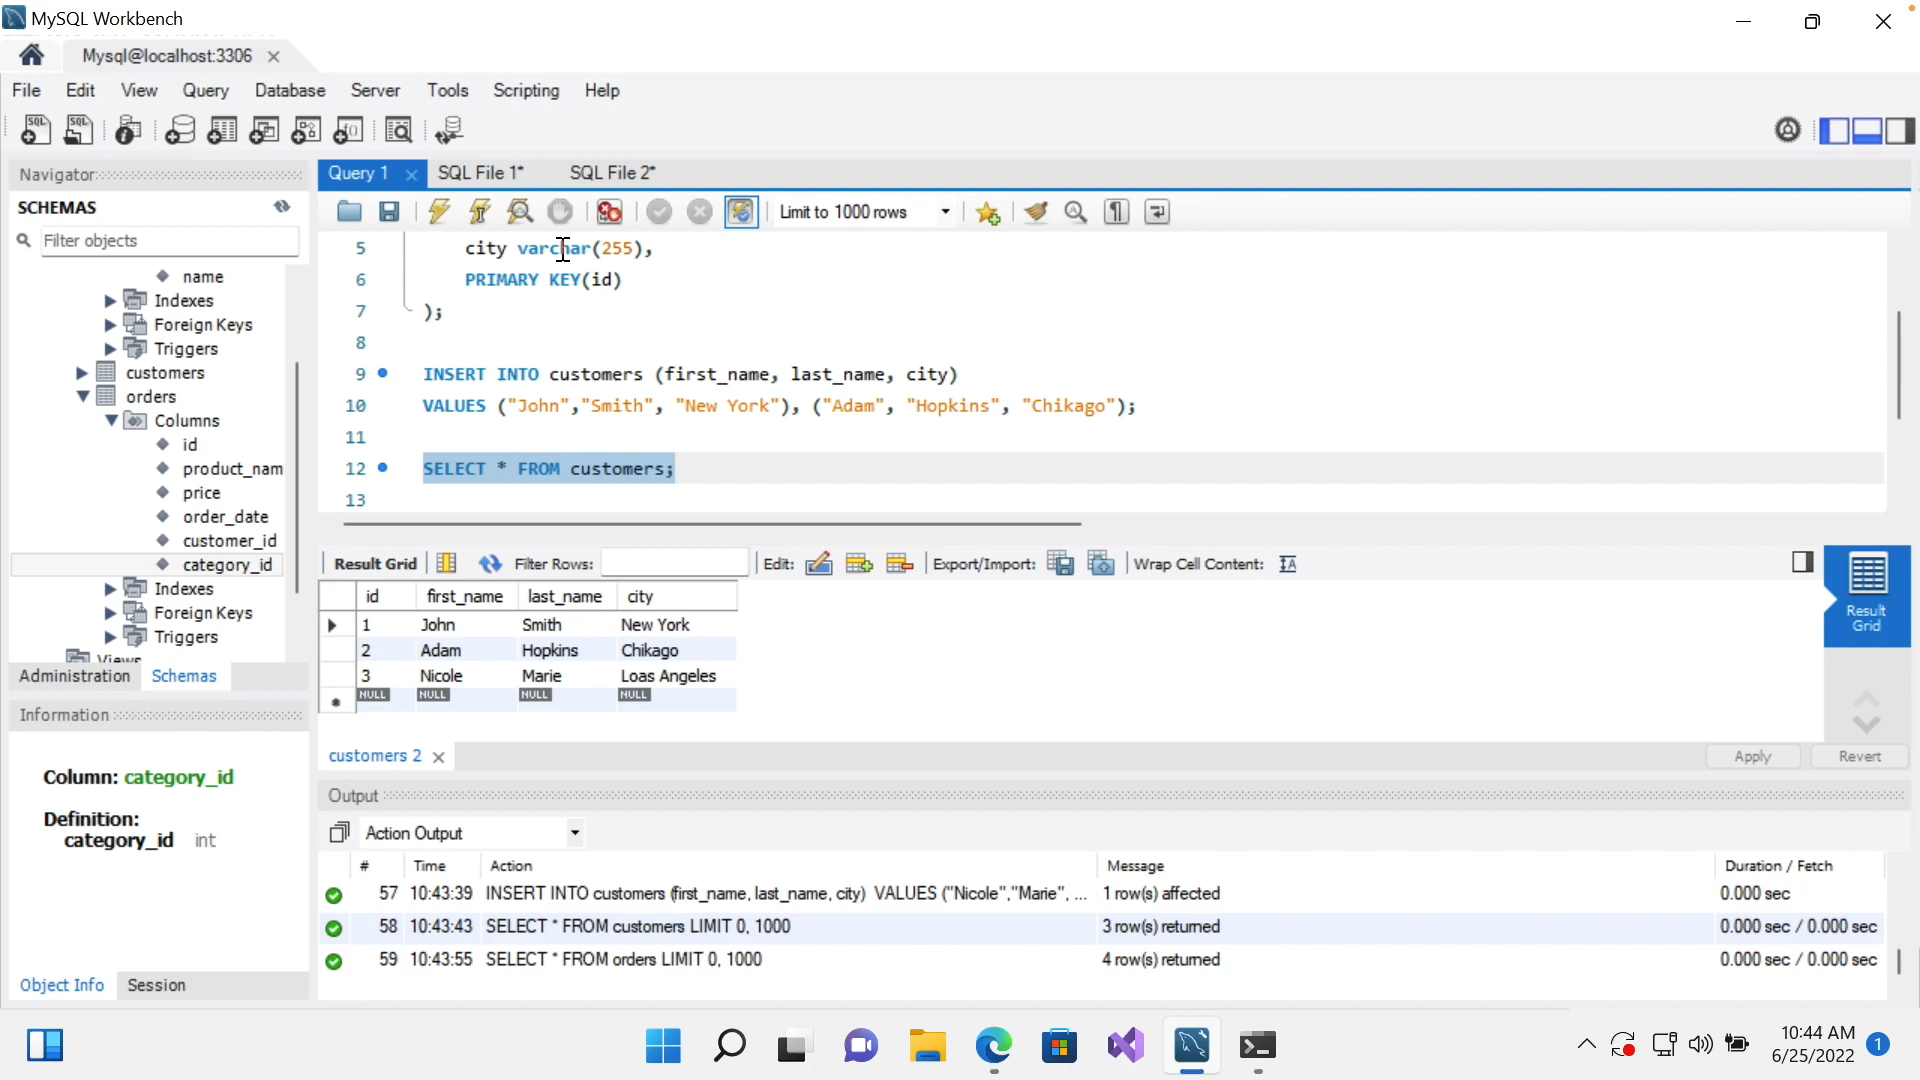 MySQL Workbench
Mysql@localhost:3306
File Edit View Query Database Server Tools Scripting Help
Navigator
SCHEMAS
Filter objects
name
Indexes
Foreign Keys
Triggers
customers
orders
Columns
id
product_nam
price
order_date
customer_id
category_id
Indexes
Foreign Keys
Triggers
Views
Administration Schemas
Information
Column: category_id
Definition:
category_id int
Object Info Session
Query 1 SQL File 1* SQL File 2*
Limit to 1000 rows
5 city varchar(255),
6 PRIMARY KEY(id)
7 );
8
9 INSERT INTO customers (first_name, last_name, city)
10 VALUES ("John","Smith", "New York"), ("Adam", "Hopkins", "Chikago");
11
12 SELECT * FROM customers;
13
Result Grid Filter Rows: Edit: Export/Import: Wrap Cell Content:
id first_name last_name city
1 John Smith New York
2 Adam Hopkins Chikago
3 Nicole Marie Loas Angeles
NULL NULL NULL NULL
Result
Grid
customers 2 Apply Revert
Output
Action Output
# Time Action Message Duration / Fetch
57 10:43:39 INSERT INTO customers (first_name, last_name, city) VALUES ("Nicole","Marie", ... 1 row(s) affected 0.000 sec
58 10:43:43 SELECT * FROM customers LIMIT 0, 1000 3 row(s) returned 0.000 sec / 0.000 sec
59 10:43:55 SELECT * FROM orders LIMIT 0, 1000 4 row(s) returned 0.000 sec / 0.000 sec
10:44 AM
6/25/2022
1